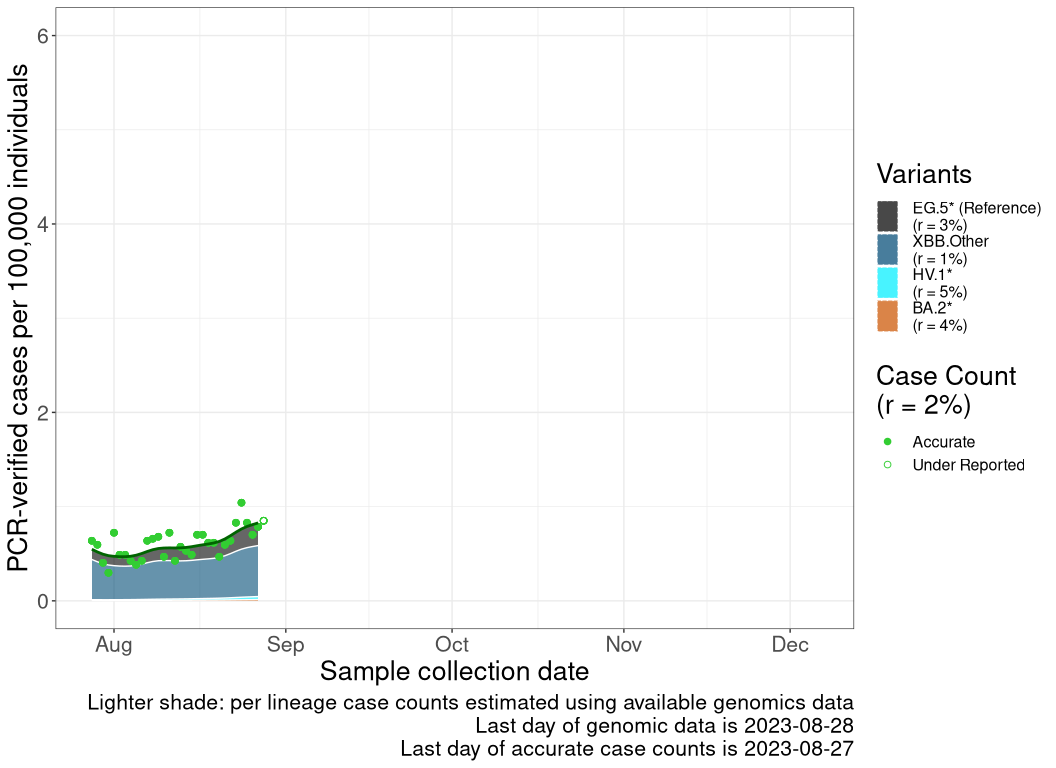 PCR-verified cases per 100,000 individuals
6
4
2
0
Aug Sep Oct Nov Dec
Sample collection date
Variants
EG.5* (Reference)
(r = 3%)
XBB.Other
(r = 1%)
HV.1*
(r = 5%)
BA.2*
(r = 4%)
Case Count
(r = 2%)
Accurate
Under Reported
Lighter shade: per lineage case counts estimated using available genomics data
Last day of genomic data is 2023-08-28
Last day of accurate case counts is 2023-08-27